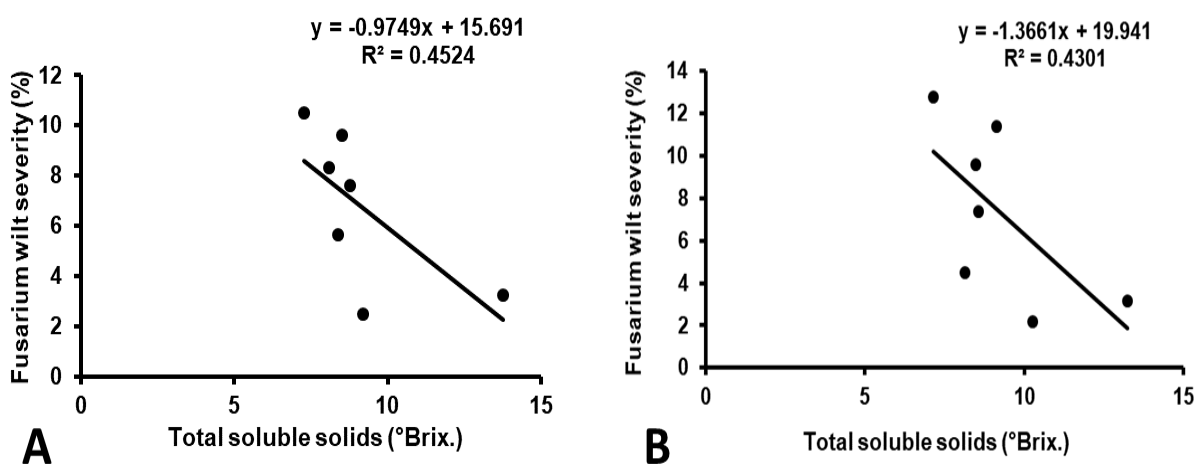 y = -0.9749x + 15.691
R² = 0.4524
12
10
8
6
4
2
0
0 5 10 15
Fusarium wilt severity (%)
Total soluble solids (°Brix.)
A
y = -1.3661x + 19.941
R² = 0.4301
14
12
10
8
6
4
2
0
0 5 10 15
Fusarium wilt severity (%)
Total soluble solids (°Brix.)
B